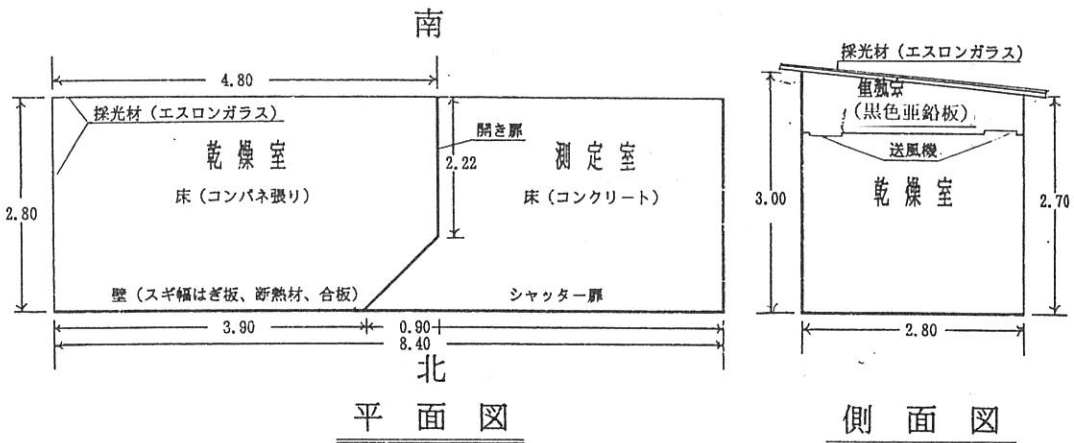 南
4.80
採光材（エスロンガラス）
開き扉
乾燥室
測定室
2.22
床（コンパネ張り）
床（コンクリート）
2.80
壁（スギ幅はぎ板、断熱材、合板）
シャッター扉
3.90
0.90
8.40
北
平面図
採光材（エスロンガラス）
（黒色亜鉛板）
送風機
3.00
乾燥室
2.70
2.80
側面図